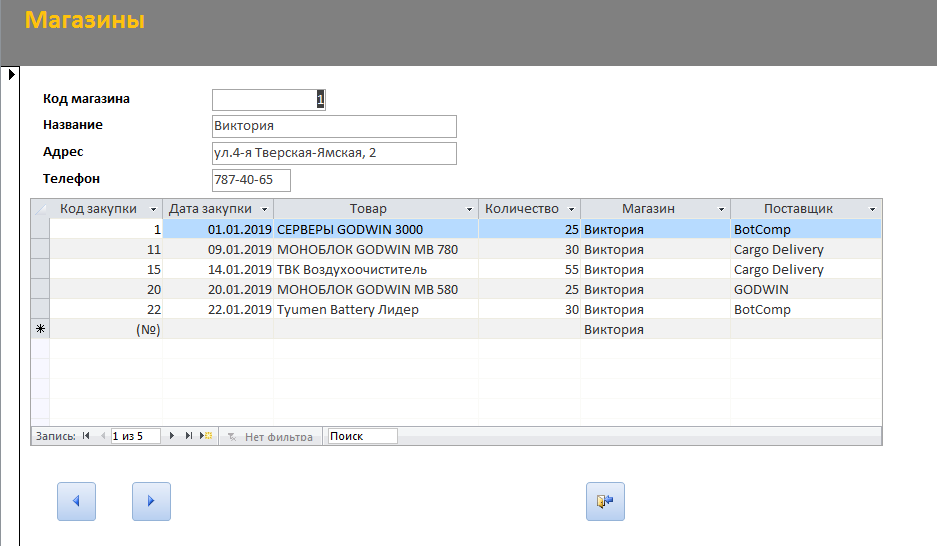 Магазины
Код магазина 1
Название Виктория
Адрес ул.4-я Тверская-Ямская, 2
Телефон 787-40-65
Код закупки Дата закупки Товар Количество Магазин Поставщик
1 01.01.2019 СЕРВЕРЫ GODWIN 3000 25 Виктория BotComp
11 09.01.2019 МОНОБЛОК GODWIN MB 780 30 Виктория Cargo Delivery
15 14.01.2019 ТВК Воздухоочиститель 55 Виктория Cargo Delivery
20 20.01.2019 МОНОБЛОК GODWIN MB 580 25 Виктория GODWIN
22 22.01.2019 Tyumen Battery Лидер 30 Виктория BotComp
(№) Виктория
Запись: 1 из 5 Нет фильтра Поиск